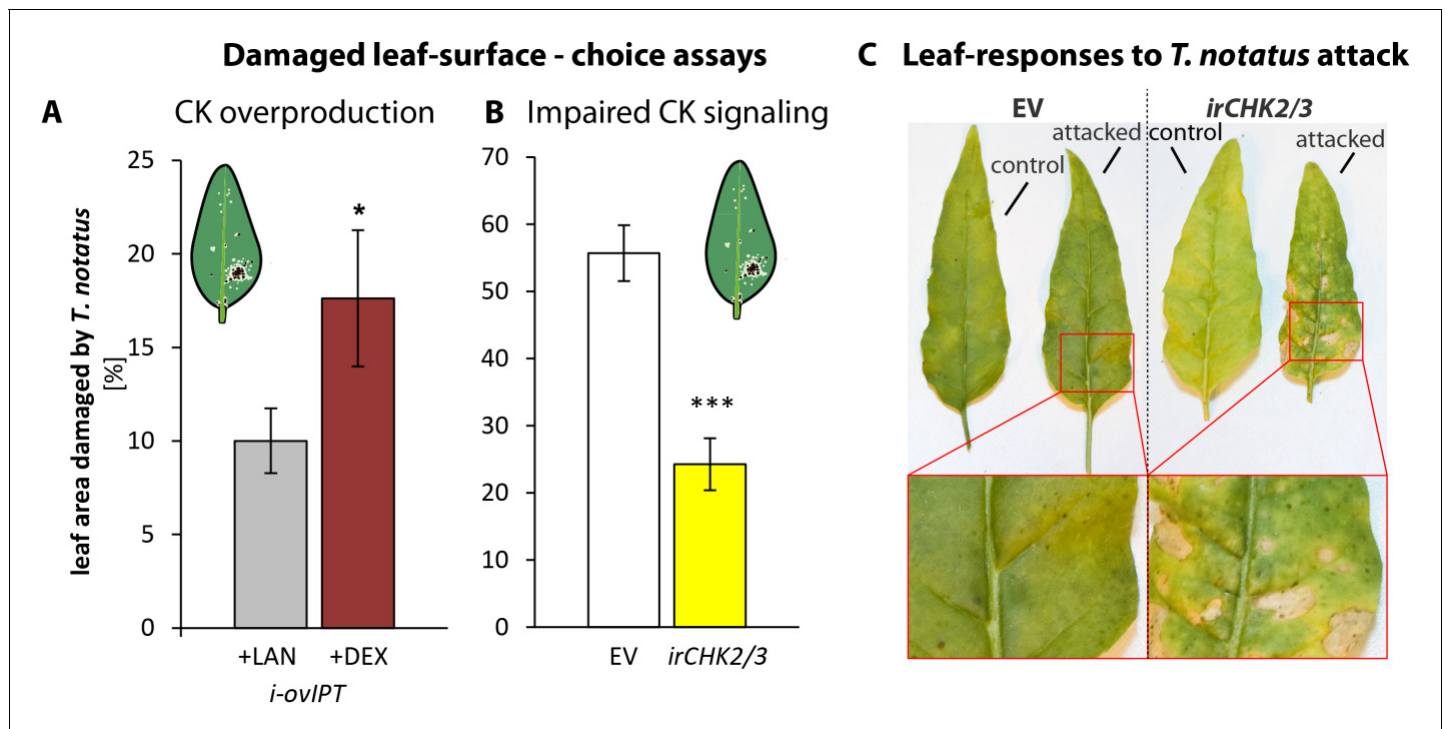 Damaged leaf-surface - choice assays
A CK overproduction
leaf area damaged by T. notatus
[%]
25
20
15
10
5
0
*
+LAN +DEX
i-ovIPT
B Impaired CK signaling
70
60
50
40
30
20
10
0
***
EV irCHK2/3
C Leaf-responses to T. notatus attack
EV irCHK2/3
control attacked control attacked